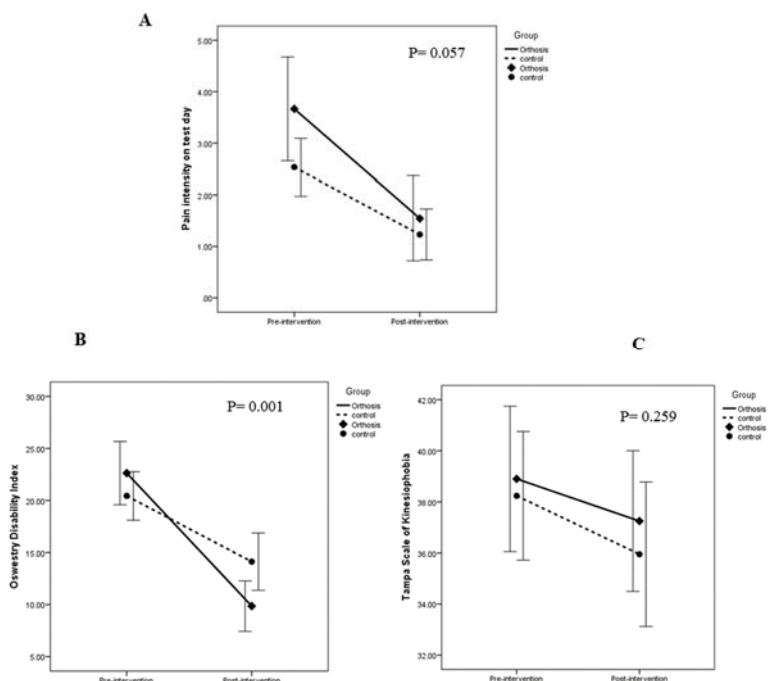 A
5.00
4.00
3.00
2.00
1.00
.00
Pain intensity on test day
P= 0.057
Pre-intervention
Post-intervention
Group
Orthosis
control
Orthosis
control
B
30.00
25.00
20.00
15.00
10.00
5.00
Oswestry Disability Index
P= 0.001
Pre-intervention
Post-intervention
Group
Orthosis
control
Orthosis
control
C
42.00
40.00
38.00
36.00
34.00
32.00
Tampa Scale of Kinesiophobia
P= 0.259
Pre-intervention
Post-intervention
Group
Orthosis
control
Orthosis
control